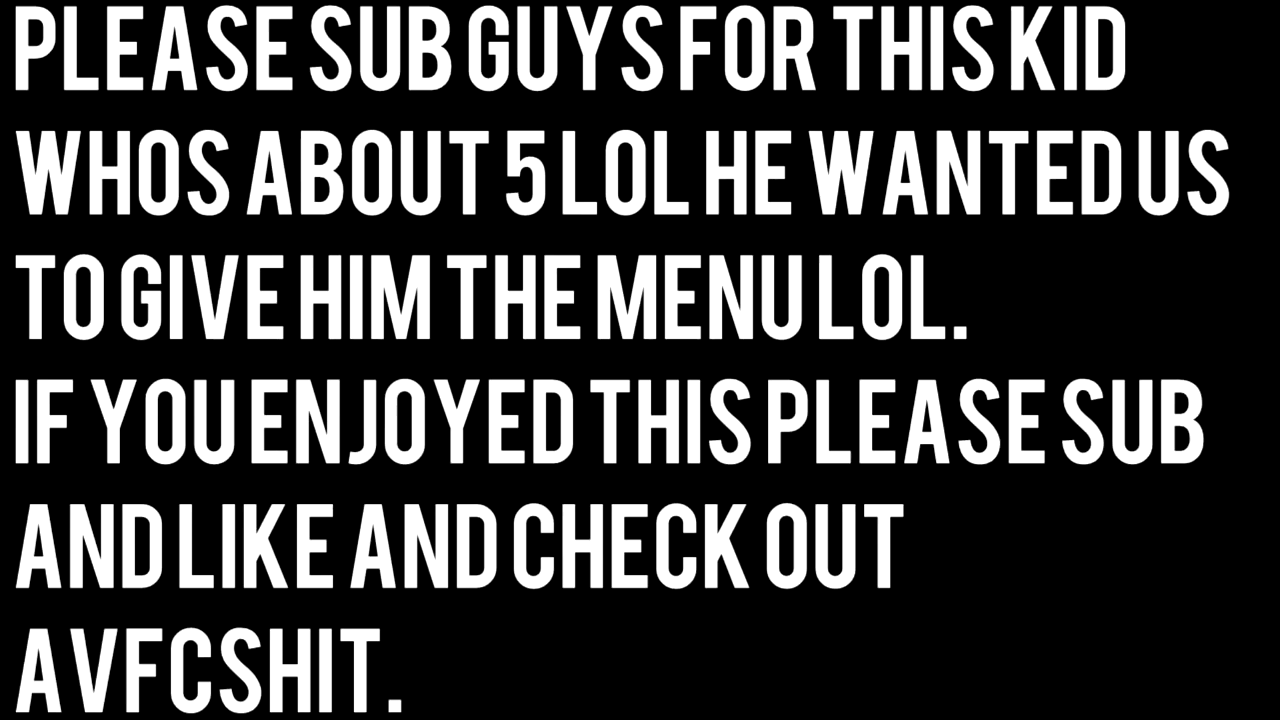 PLEASE SUB GUYS FOR THIS KID
WHOS ABOUT 5 LOL HE WANTED US
TO GIVE HIM THE MENU LOL.
IF YOU ENJOYED THIS PLEASE SUB
AND LIKE AND CHECK OUT
AVFCSHIT.